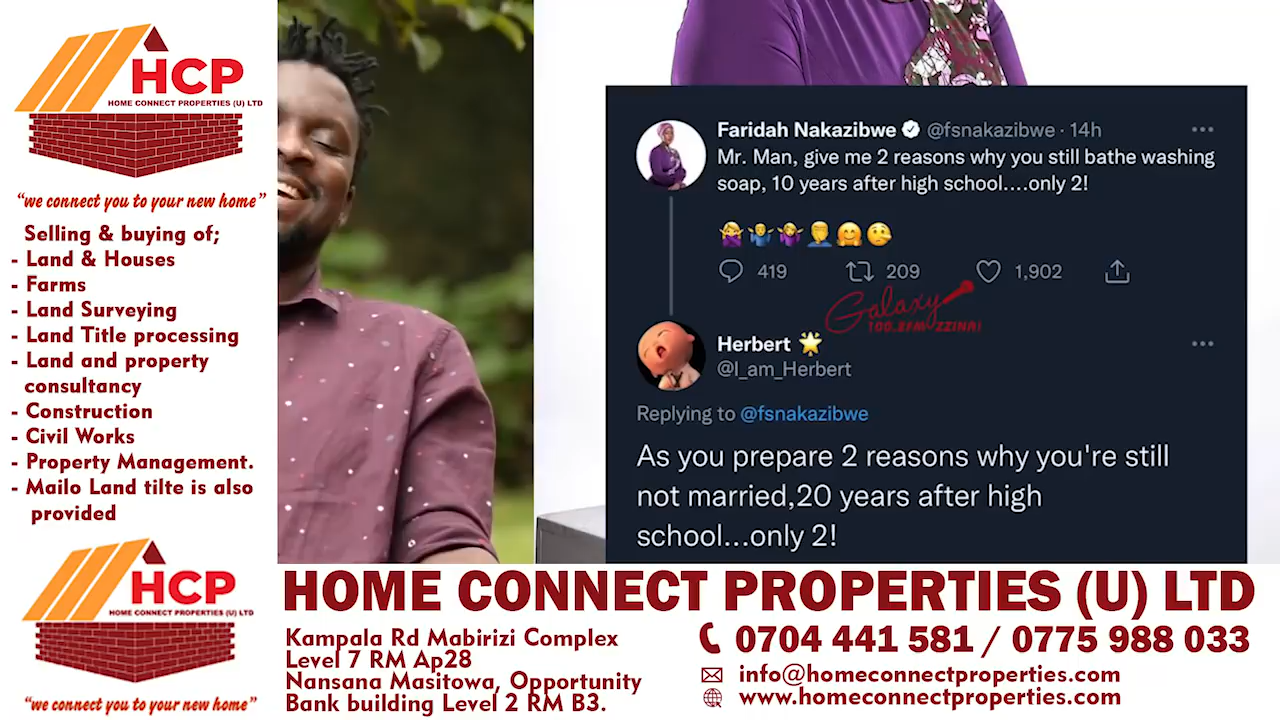 HCP
HOME CONNECT PROPERTIES (U) LTD
“we connect you to your new home”
Selling & buying of;
- Land & Houses
- Farms
- Land Surveying
- Land Title processing
- Land and property
consultancy
- Construction
- Civil Works
- Property Management.
- Mailo Land tilte is also
provided
HCP
HOME CONNECT PROPERTIES (U) LTD
“we connect you to your new home”
Faridah Nakazibwe @fsnakazibwe · 14h
Mr. Man, give me 2 reasons why you still bathe washing
soap, 10 years after high school....only 2!
🙅‍♀️🤷‍♂️🤷‍♀️🤦‍♂️🤗🤥
419 209 1,902
Galaxy
100.2FM ZZINA!
Herbert 🌟
@I_am_Herbert
Replying to @fsnakazibwe
As you prepare 2 reasons why you're still
not married,20 years after high
school...only 2!
HOME CONNECT PROPERTIES (U) LTD
Kampala Rd Mabirizi Complex
Level 7 RM Ap28
Nansana Masitowa, Opportunity
Bank building Level 2 RM B3.
0704 441 581 / 0775 988 033
info@homeconnectproperties.com
www.homeconnectproperties.com